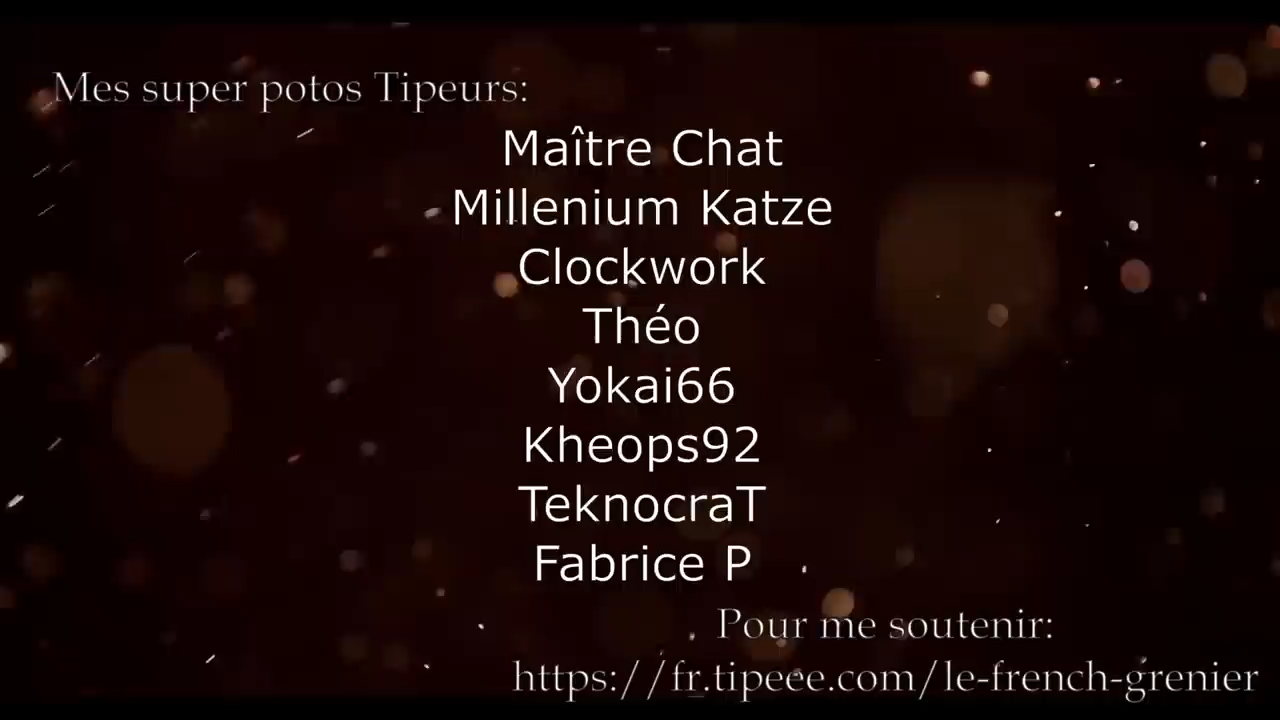 Mes super potos Tipeurs:
Maître Chat
Millenium Katze
Clockwork
Théo
Yokai66
Kheops92
TeknocraT
Fabrice P
Pour me soutenir:
https://fr.tipeee.com/le-french-grenier